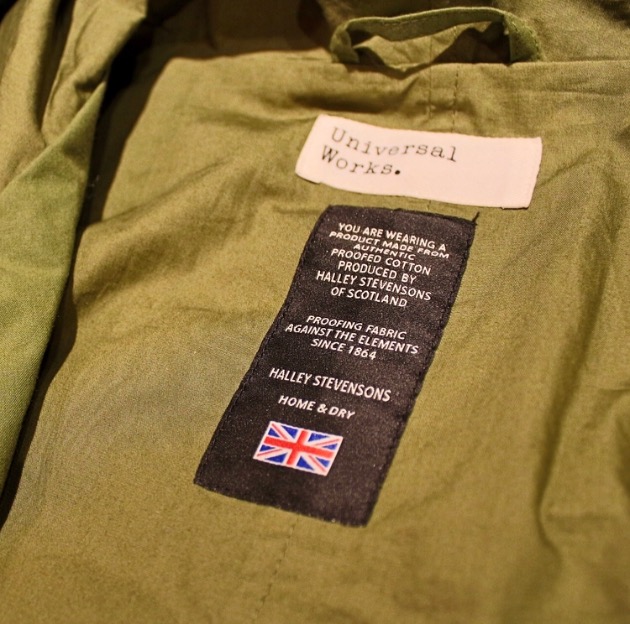 Universal
Works.
YOU ARE WEARING A
PRODUCT MADE FROM
AUTHENTIC
PROOFED COTTON
PRODUCED BY
HALLEY STEVENSONS
OF SCOTLAND
PROOFING FABRIC
AGAINST THE ELEMENTS
SINCE 1864
HALLEY STEVENSONS
HOME & DRY